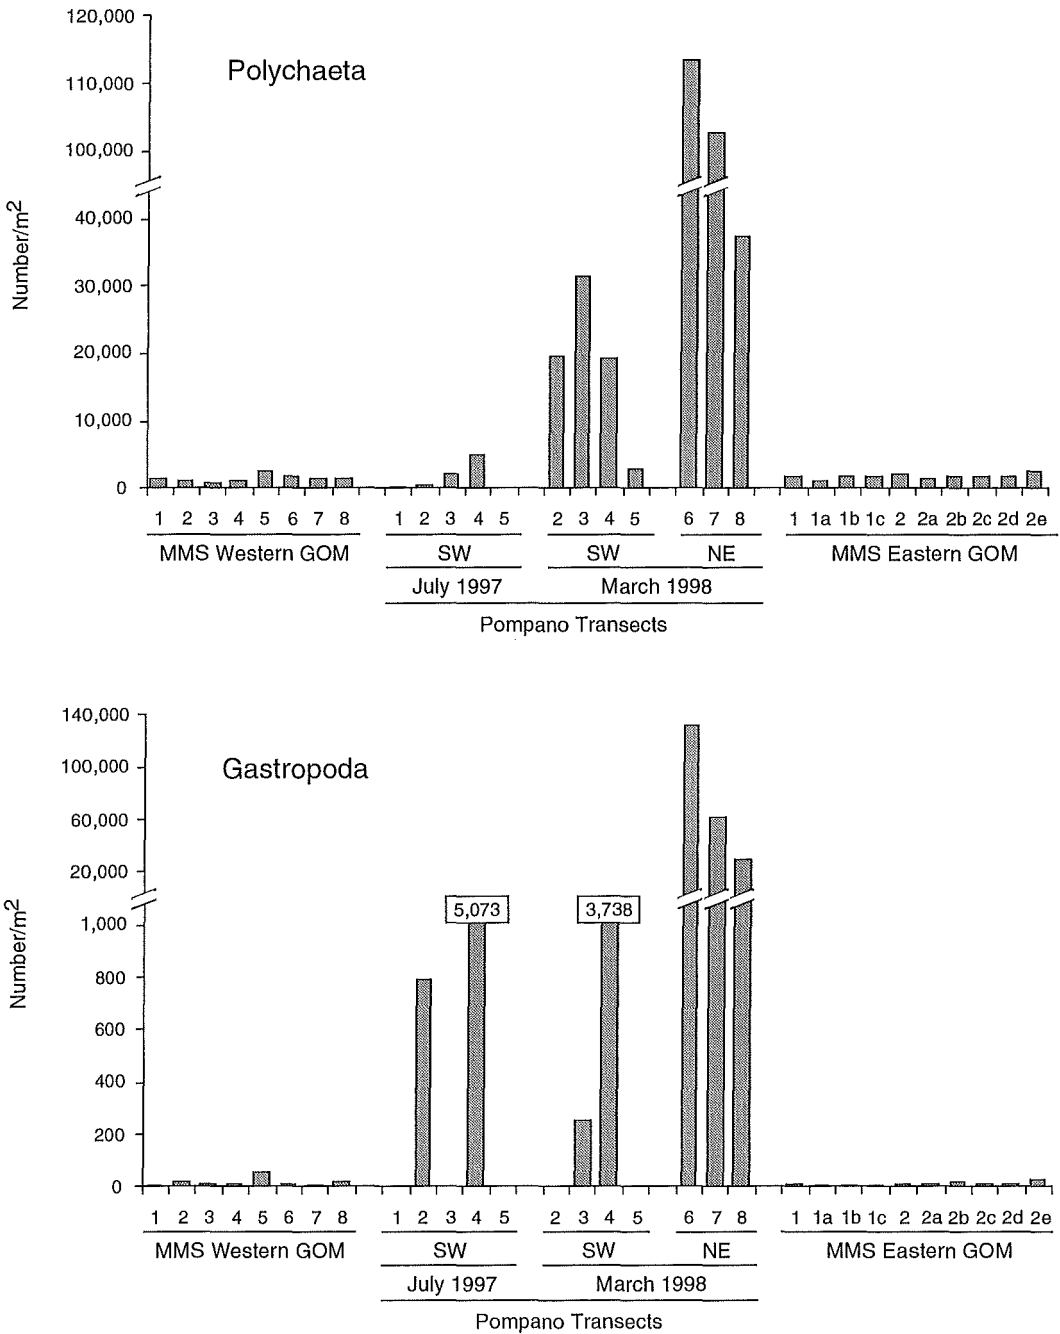 120,000
Polychaeta
110,000
100,000
Number/m2
40,000
30,000
20,000
10,000
0
1 2 3 4 5 6 7 8 1 2 3 4 5 2 3 4 5 6 7 8 1 1a 1b 1c 2 2a 2b 2c 2d 2e
MMS Western GOM SW SW NE MMS Eastern GOM
July 1997 March 1998
Pompano Transects
140,000
Gastropoda
100,000
60,000
20,000
Number/m2
5,073 3,738
1,000
800
600
400
200
0
1 2 3 4 5 6 7 8 1 2 3 4 5 2 3 4 5 6 7 8 1 1a 1b 1c 2 2a 2b 2c 2d 2e
MMS Western GOM SW SW NE MMS Eastern GOM
July 1997 March 1998
Pompano Transects